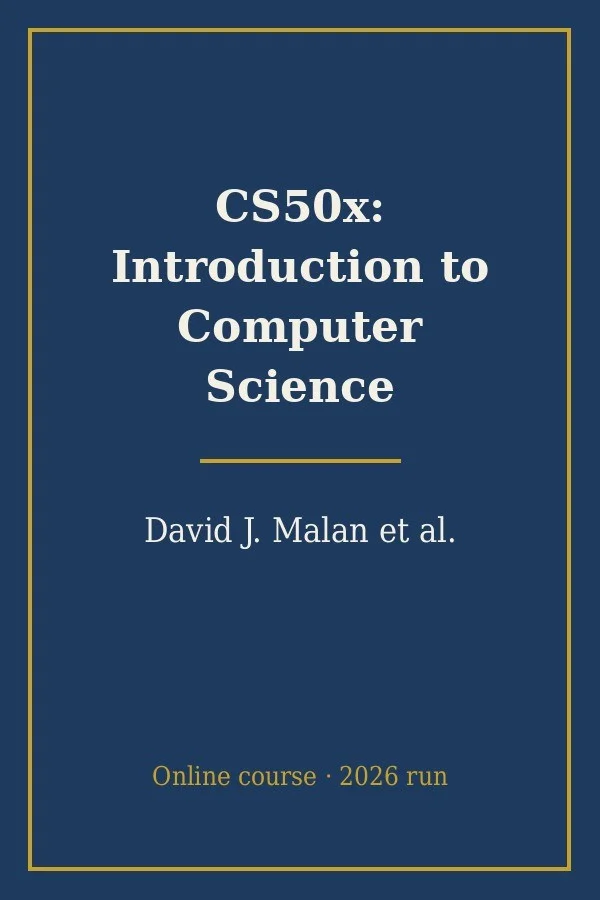 CS50x:
Introduction to
Computer
Science
David J. Malan et al.
Online course · 2026 run